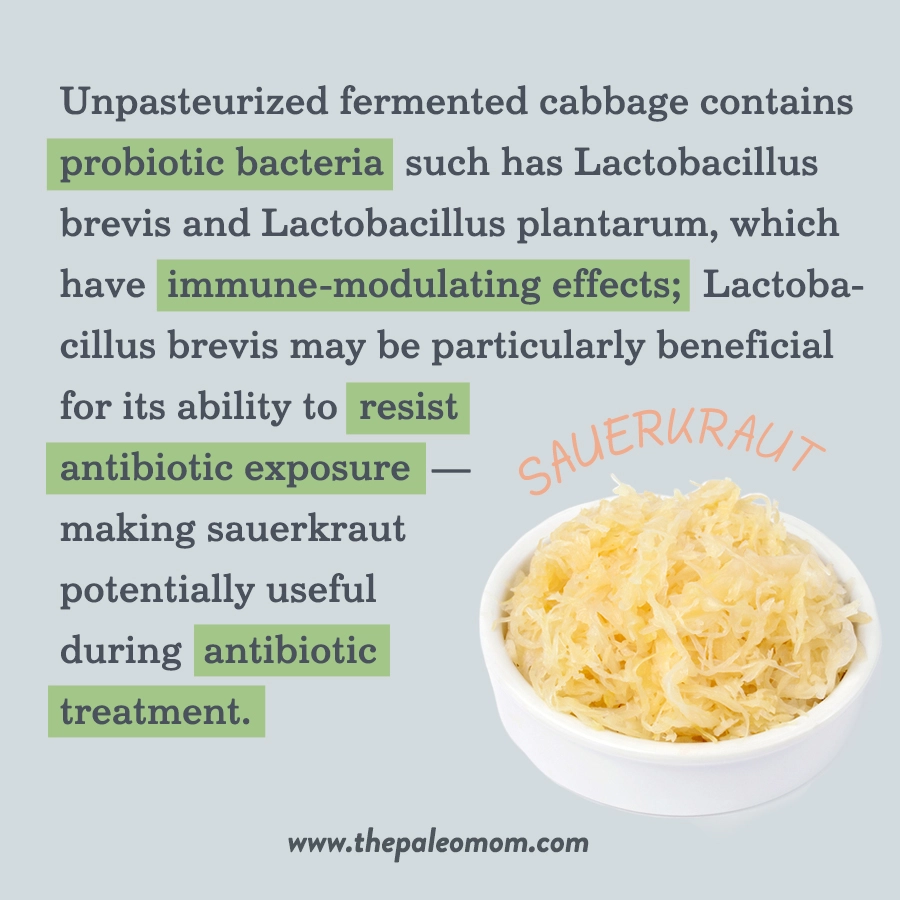 Unpasteurized fermented cabbage contains
probiotic bacteria such has Lactobacillus
brevis and Lactobacillus plantarum, which
have immune-modulating effects; Lactoba-
cillus brevis may be particularly beneficial
for its ability to resist
antibiotic exposure —
making sauerkraut
potentially useful
during antibiotic
treatment.
SAUERKRAUT
www.thepaleomom.com